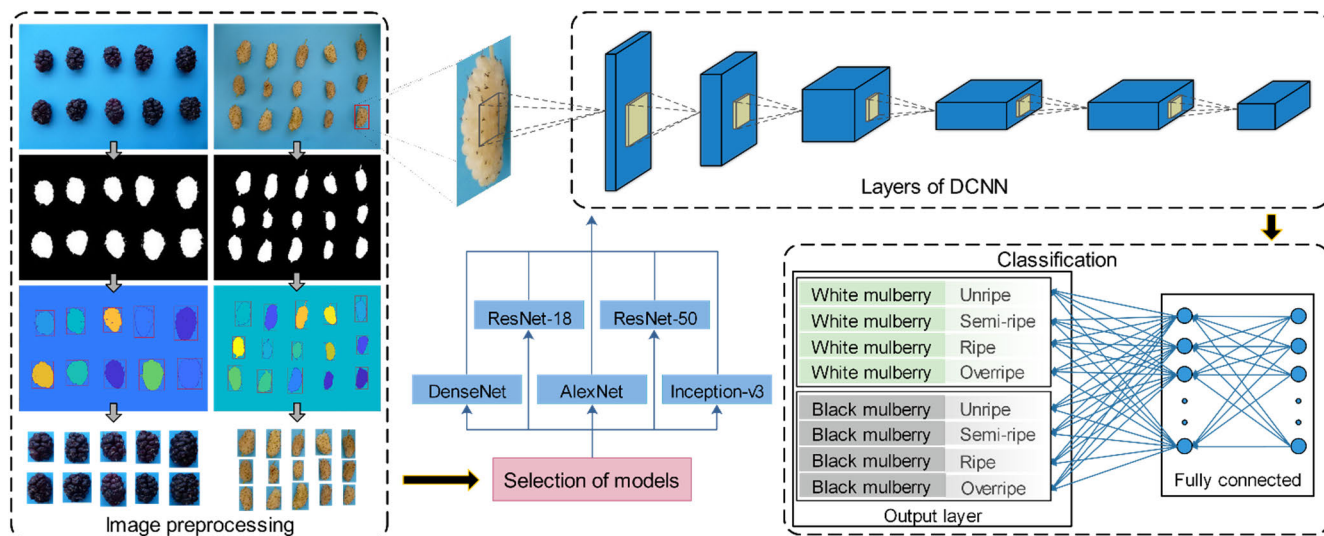 Image preprocessing
Layers of DCNN
ResNet-18
ResNet-50
DenseNet
AlexNet
Inception-v3
Selection of models
Classification
White mulberry Unripe
White mulberry Semi-ripe
White mulberry Ripe
White mulberry Overripe
Black mulberry Unripe
Black mulberry Semi-ripe
Black mulberry Ripe
Black mulberry Overripe
Output layer
Fully connected